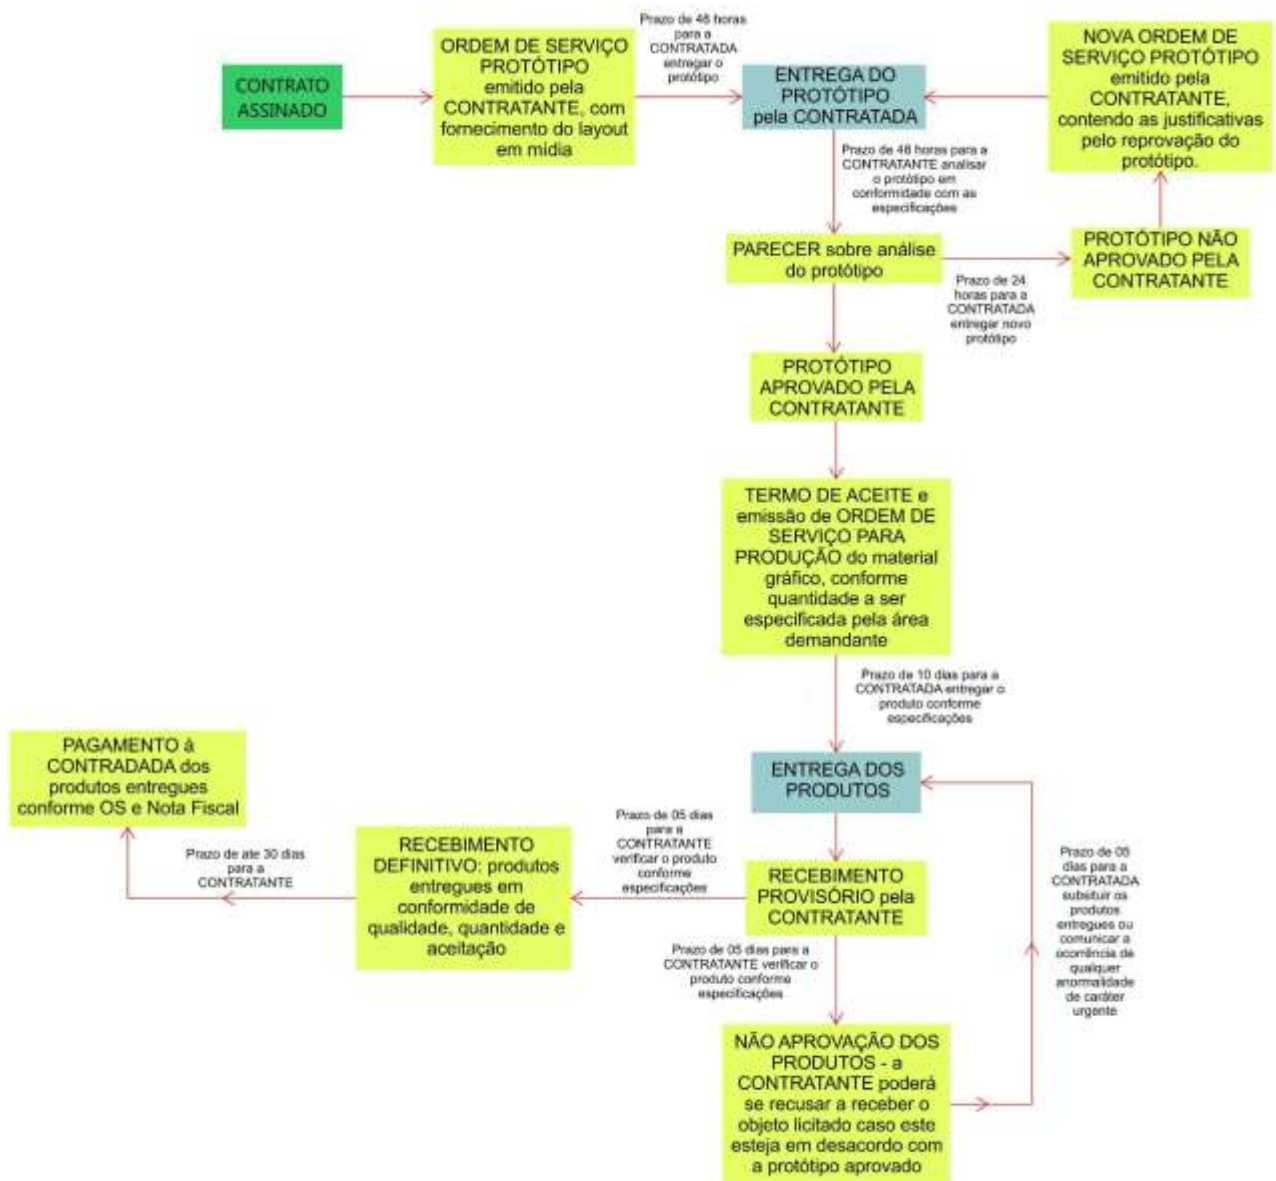 CONTRATO
ASSINADO
ORDEM DE SERVIÇO
PROTÓTIPO
emitido pela
CONTRATANTE, com
fornecimento do layout
em mídia
Prazo de 48 horas
para a
CONTRATADA
entregar o
protótipo
ENTREGA DO
PROTÓTIPO
pela CONTRATADA
NOVA ORDEM DE
SERVIÇO PROTÓTIPO
emitido pela
CONTRATANTE,
contendo as justificativas
pelo reprovação do
protótipo.
Prazo de 48 horas para a
CONTRATANTE analisar
o protótipo em
conformidade com as
especificações
PARECER sobre análise
do protótipo
PROTÓTIPO NÃO
APROVADO PELA
CONTRATANTE
Prazo de 24
horas para a
CONTRATADA
entregar novo
protótipo
PROTÓTIPO
APROVADO PELA
CONTRATANTE
TERMO DE ACEITE e
emissão de ORDEM DE
SERVIÇO PARA
PRODUÇÃO do material
gráfico, conforme
quantidade a ser
especificada pela área
demandante
Prazo de 10 dias para a
CONTRATADA entregar o
produto conforme
especificações
ENTREGA DOS
PRODUTOS
PAGAMENTO à
CONTRADADA dos
produtos entregues
conforme OS e Nota Fiscal
Prazo de ate 30 dias
para a
CONTRATANTE
RECEBIMENTO
DEFINITIVO: produtos
entregues em
conformidade de
qualidade, quantidade e
aceitação
Prazo de 05 dias
para a
CONTRATANTE
verificar o produto
conforme
especificações
RECEBIMENTO
PROVISÓRIO pela
CONTRATANTE
Prazo de 05 dias para a
CONTRATANTE verificar o
produto conforme
especificações
Prazo de 05
dias para a
CONTRATADA
subsituir os
produtos
entregues ou
comunicar a
ocorrência de
qualquer
anormalidade
de caráter
urgente
NÃO APROVAÇÃO DOS
PRODUTOS - a
CONTRATANTE poderá
se recusar a receber o
objeto licitado caso este
esteja em desacordo com
a protótipo aprovado